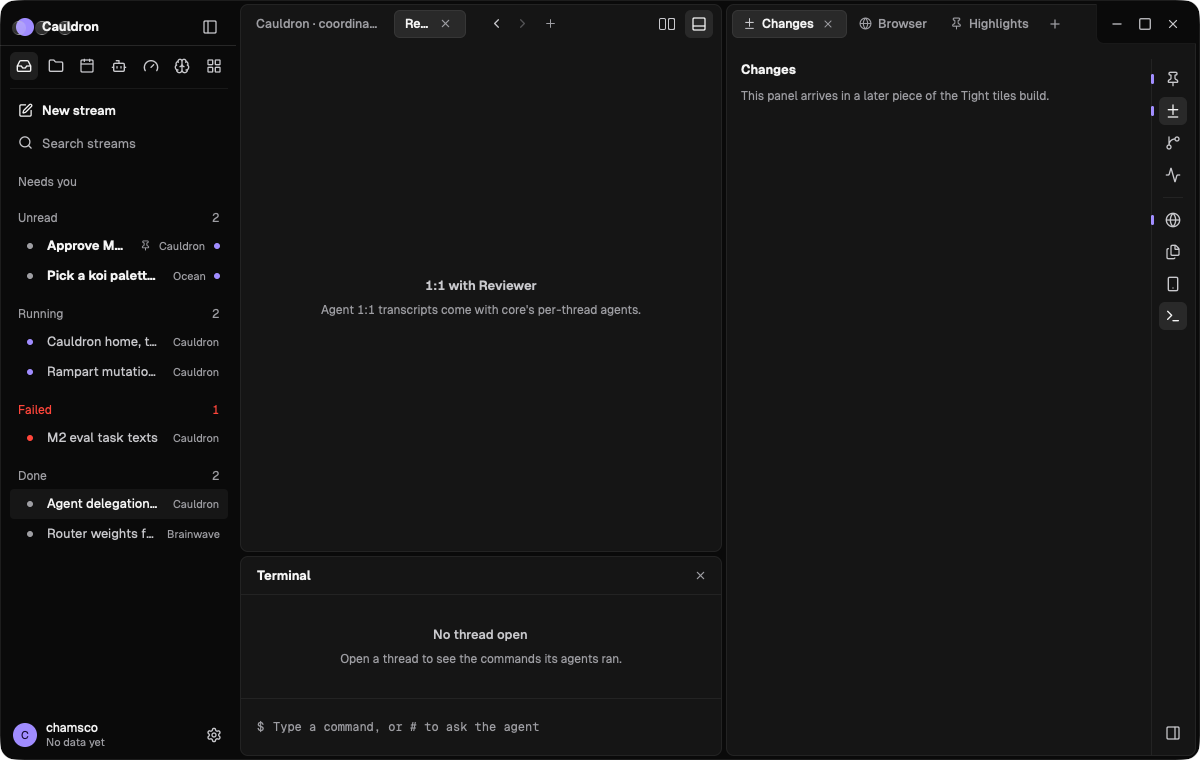 Cauldron
New stream
Search streams
Needs you
Unread 2
Approve M... Cauldron
Pick a koi palett... Ocean
Running 2
Cauldron home, t... Cauldron
Rampart mutatio... Cauldron
Failed 1
M2 eval task texts Cauldron
Done 2
Agent delegation... Cauldron
Router weights f... Brainwave
C
chamsco
No data yet
Cauldron · coordina...
Re...
1:1 with Reviewer
Agent 1:1 transcripts come with core's per-thread agents.
Terminal
No thread open
Open a thread to see the commands its agents ran.
$ Type a command, or # to ask the agent
Changes Browser Highlights
Changes
This panel arrives in a later piece of the Tight tiles build.